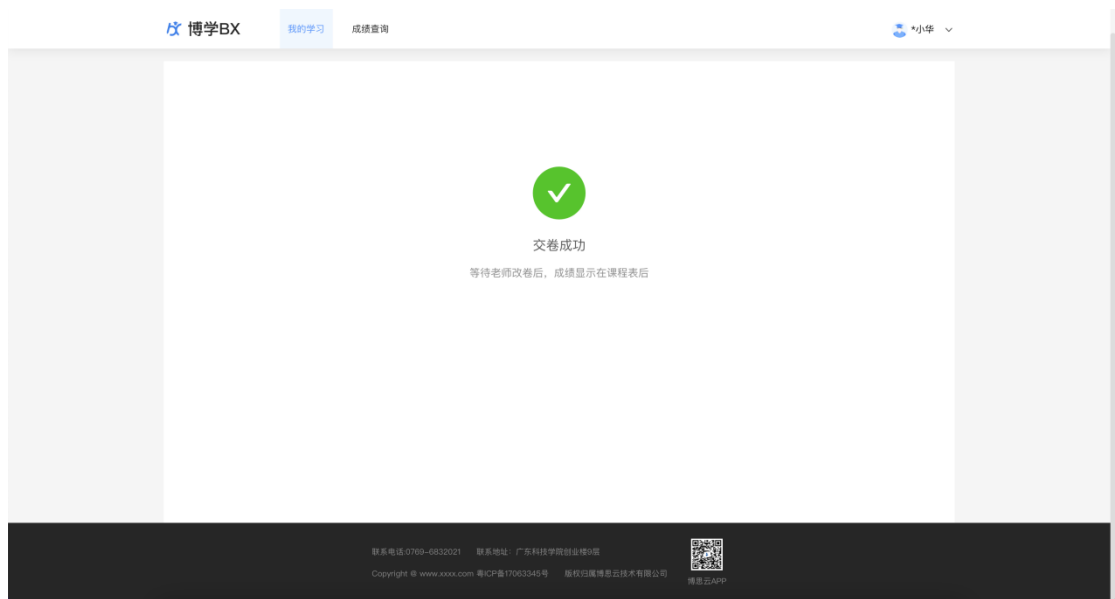 博学BX 我的学习 成绩查询 *小华
交卷成功
等待老师改卷后，成绩显示在课程表后
联系电话:0769-6832021 联系地址：广东科技学院创业楼9层
Copyright @ www.xxxx.com 粤ICP备17063345号 版权归属博思云技术有限公司
博思云APP